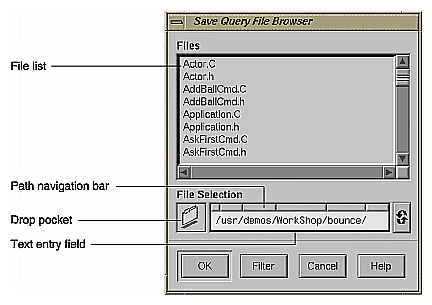 Save Query File Browser
Files
File list
Actor.C
Actor.h
AddBallCmd.C
AddBallCmd.h
Application.C
Application.h
AskFirstCmd.C
AskFirstCmd.h
Path navigation bar
File Selection
Drop pocket
/usr/demos/WorkShop/bounce/
Text entry field
OK Filter Cancel Help